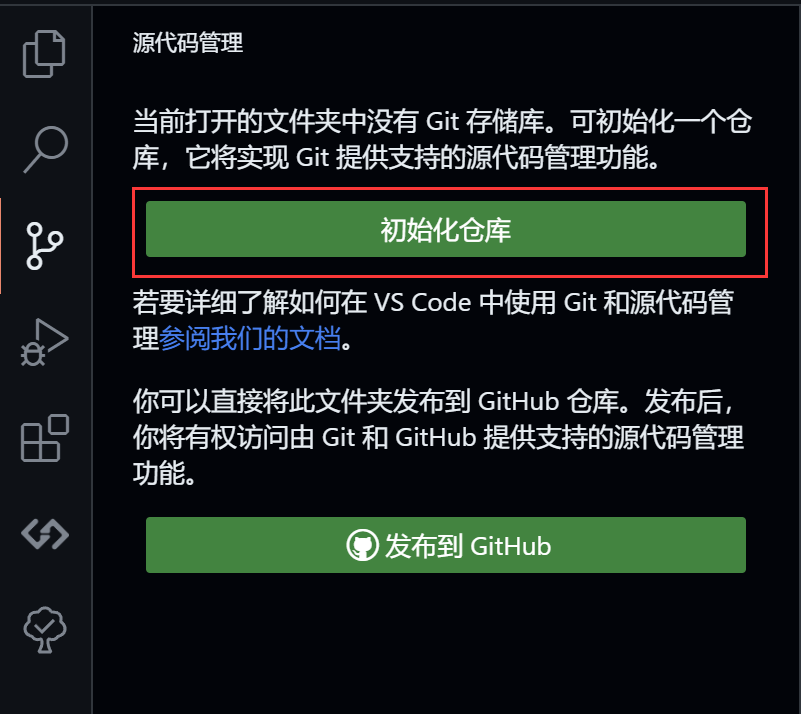 源代码管理
当前打开的文件夹中没有 Git 存储库。可初始化一个仓
库，它将实现 Git 提供支持的源代码管理功能。
初始化仓库
若要详细了解如何在 VS Code 中使用 Git 和源代码管
理参阅我们的文档。
你可以直接将此文件夹发布到 GitHub 仓库。发布后，
你将有权访问由 Git 和 GitHub 提供支持的源代码管理
功能。
发布到 GitHub